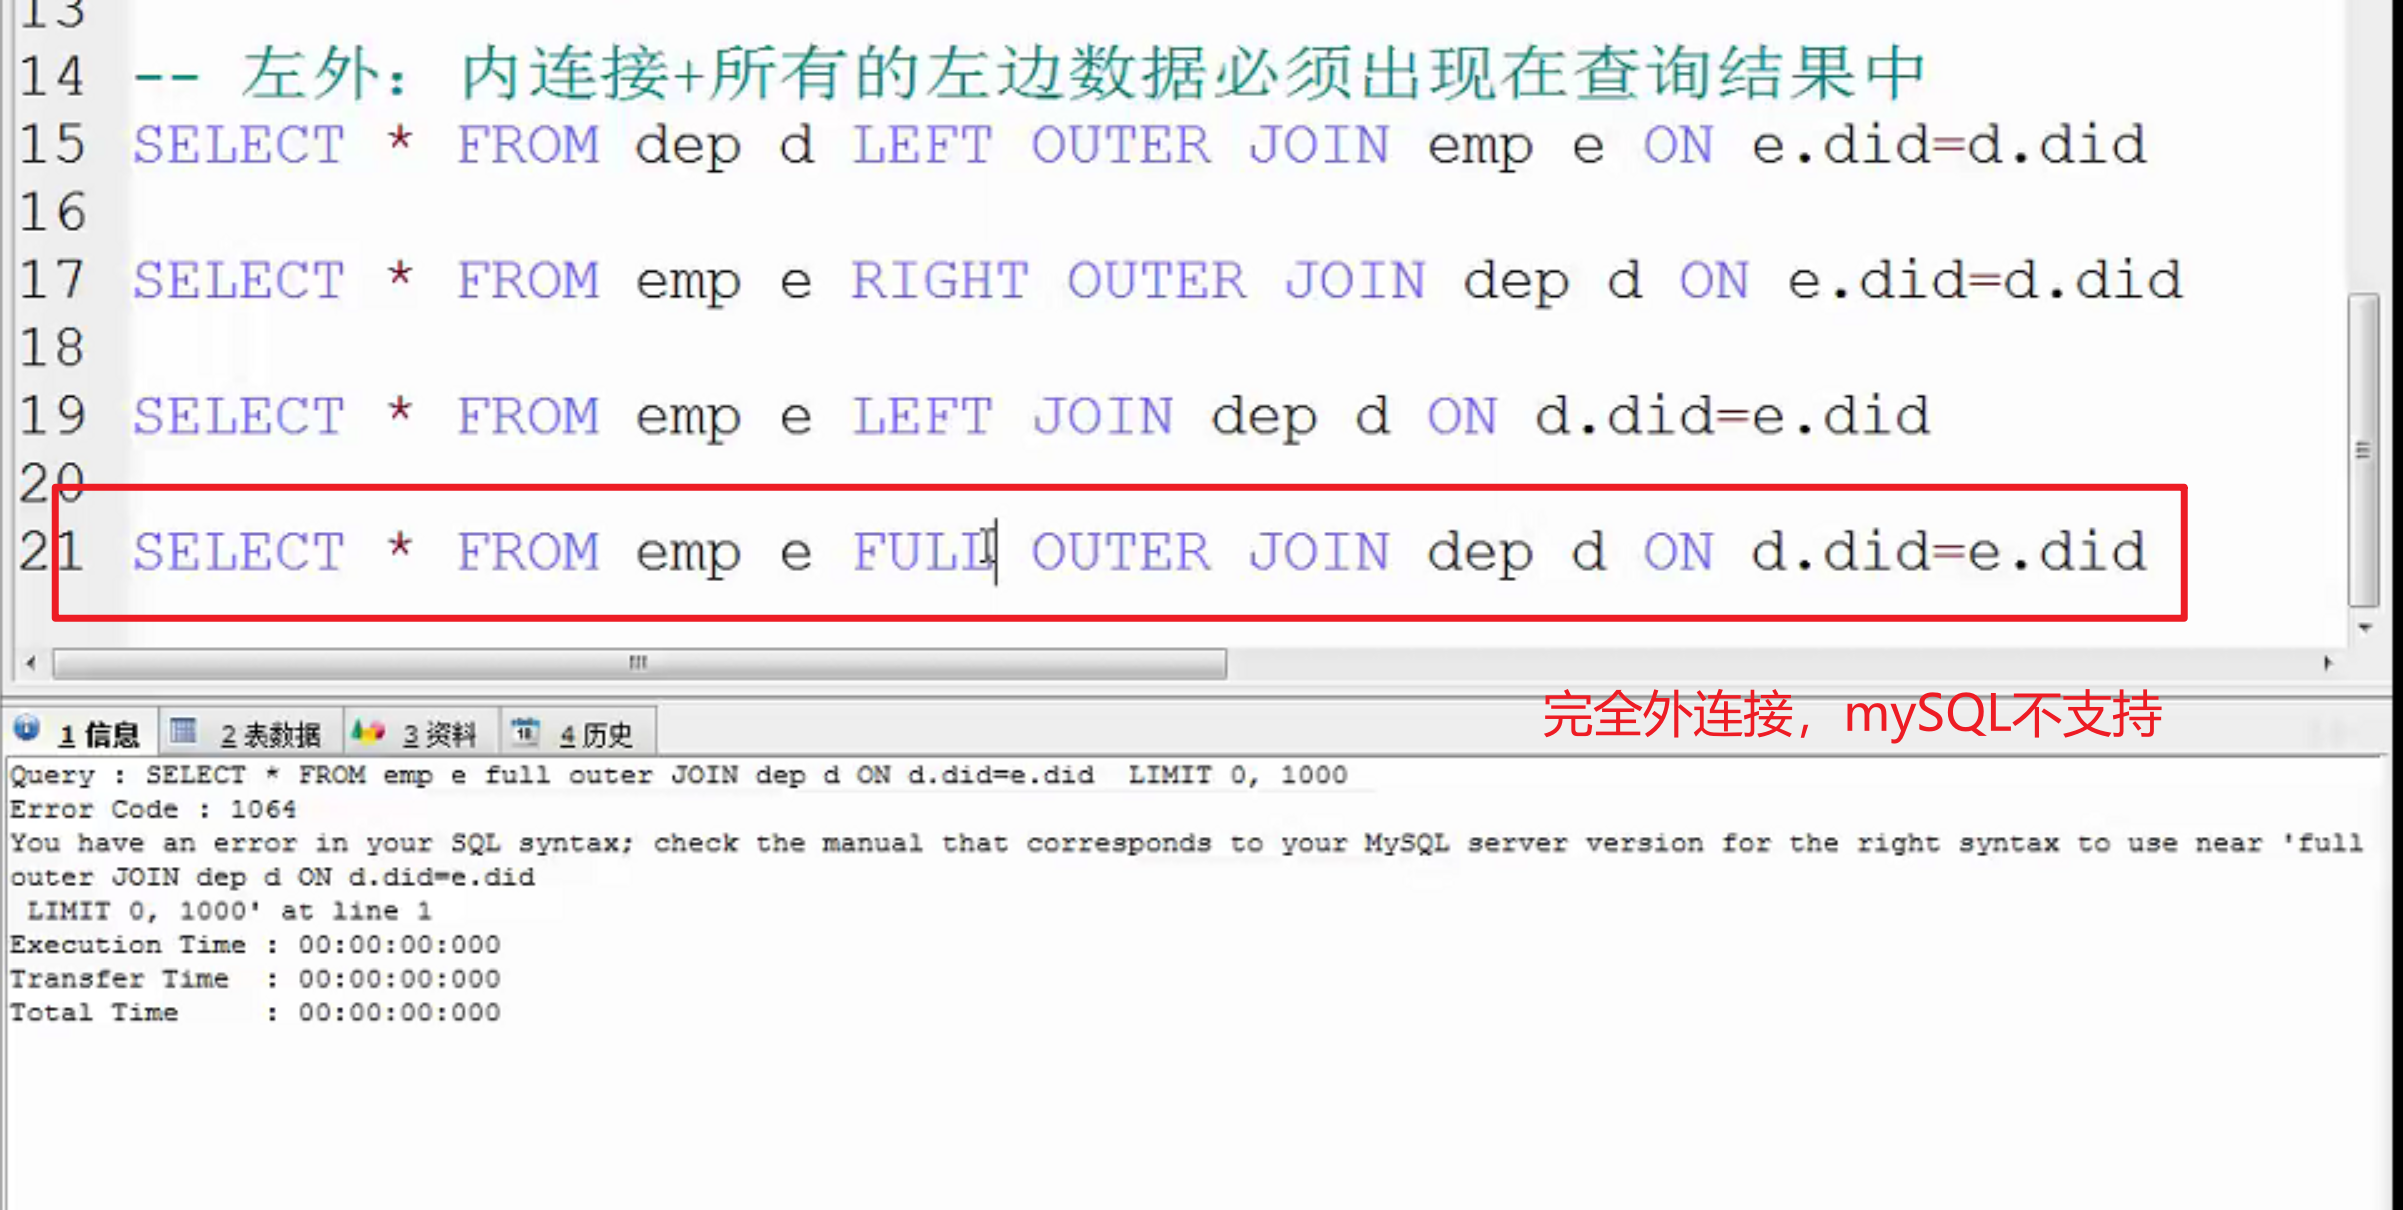 13
14 -- 左外：内连接+所有的左边数据必须出现在查询结果中
15 SELECT * FROM dep d LEFT OUTER JOIN emp e ON e.did=d.did
16
17 SELECT * FROM emp e RIGHT OUTER JOIN dep d ON e.did=d.did
18
19 SELECT * FROM emp e LEFT JOIN dep d ON d.did=e.did
20
21 SELECT * FROM emp e FULL OUTER JOIN dep d ON d.did=e.did
完全外连接，mySQL不支持
1 信息 2 表数据 3 资料 4 历史
Query : SELECT * FROM emp e full outer JOIN dep d ON d.did=e.did  LIMIT 0, 1000
Error Code : 1064
You have an error in your SQL syntax; check the manual that corresponds to your MySQL server version for the right syntax to use near 'full
outer JOIN dep d ON d.did=e.did
LIMIT 0, 1000' at line 1
Execution Time : 00:00:00:000
Transfer Time  : 00:00:00:000
Total Time     : 00:00:00:000